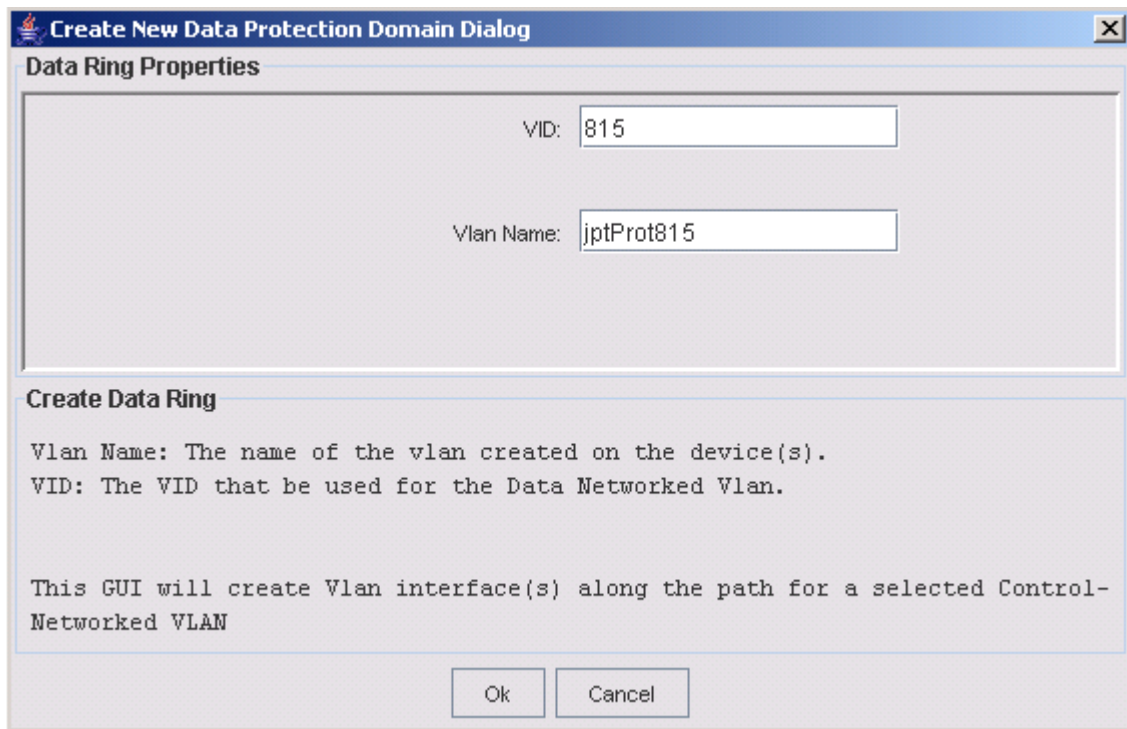 Create New Data Protection Domain Dialog
Data Ring Properties
VID: 815
Vlan Name: jptProt815
Create Data Ring
Vlan Name: The name of the vlan created on the device(s).
VID: The VID that be used for the Data Networked Vlan.
This GUI will create Vlan interface(s) along the path for a selected Control-
Networked VLAN
Ok Cancel